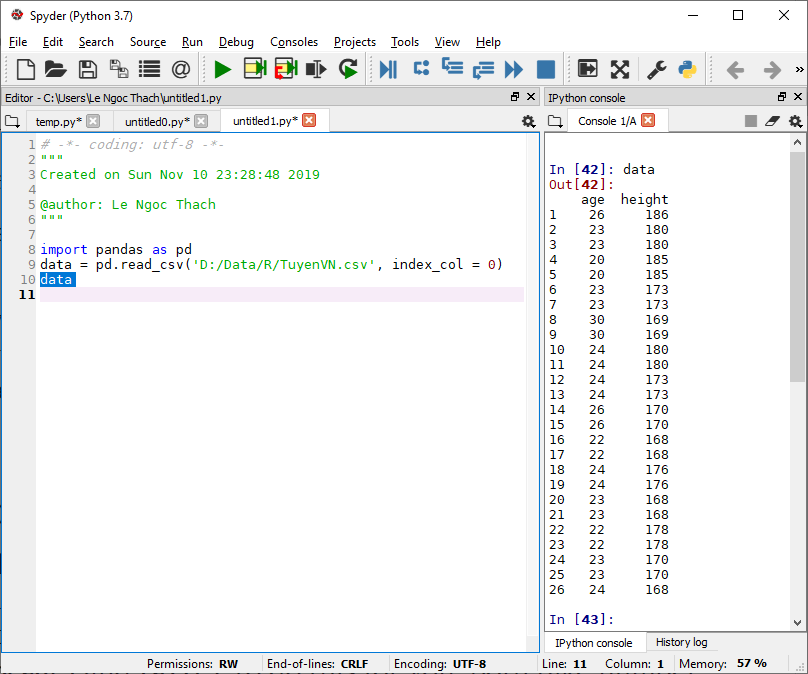 Spyder (Python 3.7)
File Edit Search Source Run Debug Consoles Projects Tools View Help
Editor - C:\Users\Le Ngoc Thach\untitled1.py
temp.py* untitled0.py* untitled1.py*
1 # -*- coding: utf-8 -*-
2 """
3 Created on Sun Nov 10 23:28:48 2019
4
5 @author: Le Ngoc Thach
6 """
7
8 import pandas as pd
9 data = pd.read_csv('D:/Data/R/TuyenVN.csv', index_col = 0)
10 data
11
IPython console
Console 1/A
In [42]: data
Out[42]:
age height
1 26 186
2 23 180
3 23 180
4 20 185
5 20 185
6 23 173
7 23 173
8 30 169
9 30 169
10 24 180
11 24 180
12 24 173
13 24 173
14 26 170
15 26 170
16 22 168
17 22 168
18 24 176
19 24 176
20 23 168
21 23 168
22 22 178
23 22 178
24 23 170
25 23 170
26 24 168
In [43]:
IPython console History log
Permissions: RW End-of-lines: CRLF Encoding: UTF-8 Line: 11 Column: 1 Memory: 57 %